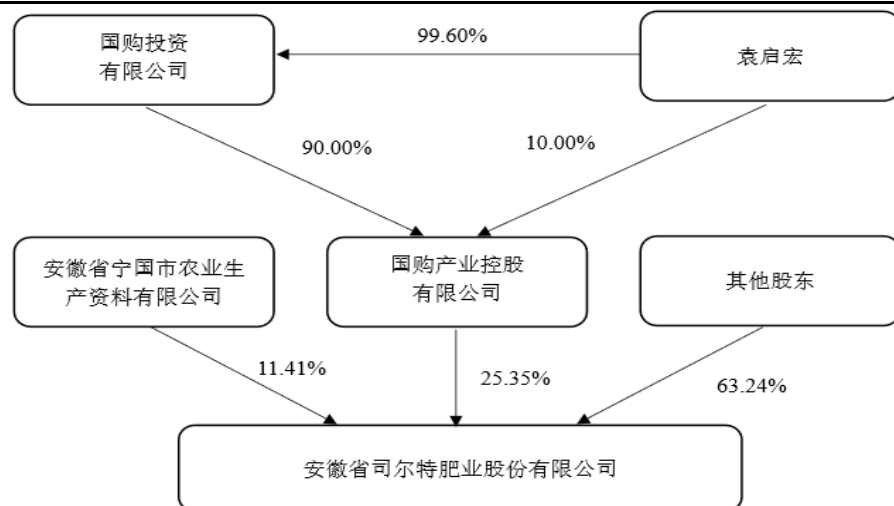 国购投资
有限公司
99.60%
袁启宏
90.00%
10.00%
安徽省宁国市农业生
产资料有限公司
国购产业控股
有限公司
其他股东
11.41%
25.35%
63.24%
安徽省司尔特肥业股份有限公司